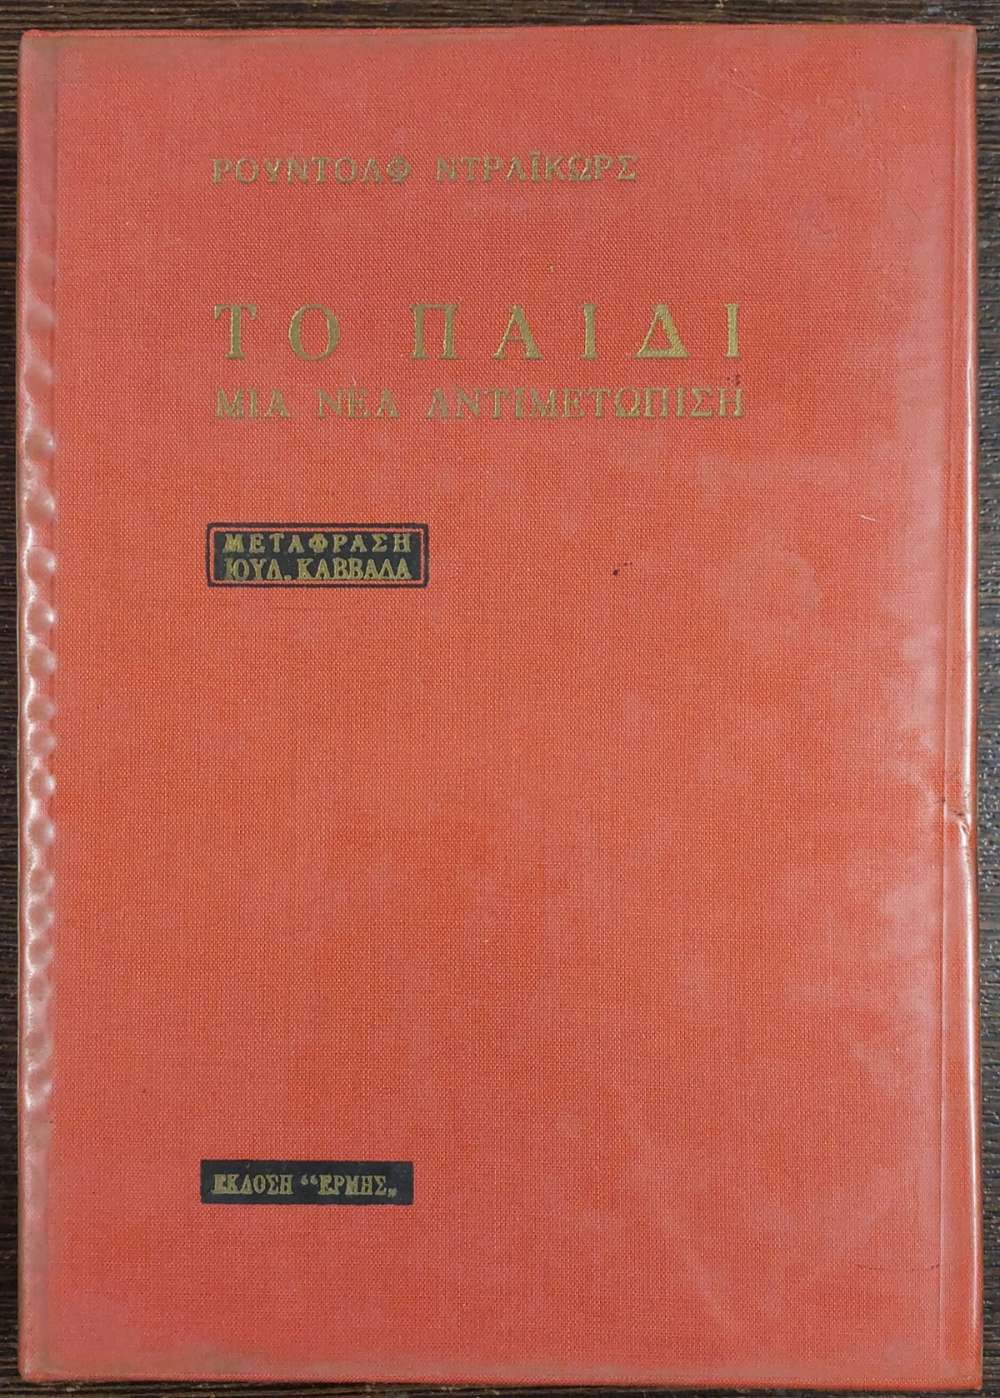 ΡΟΥΝΤΟΛΦ ΝΤΡΑΪΚΩΡΣ
ΤΟ ΠΑΙΔΙ
ΜΙΑ ΝΕΑ ΑΝΤΙΜΕΤΩΠΙΣΗ
ΜΕΤΑΦΡΑΣΗ
ΙΟΥΛ. ΚΑΒΒΑΔΑ
ΕΚΔΟΣΗ “ΕΡΜΗΣ„